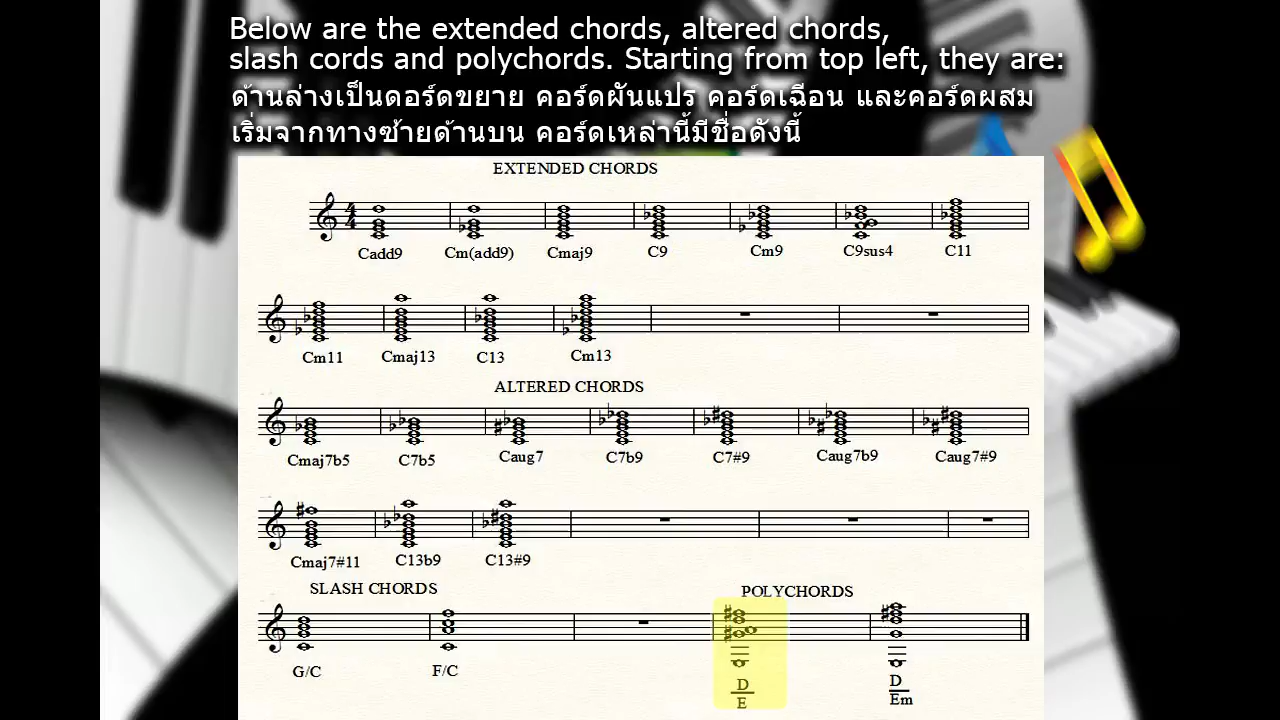 Below are the extended chords, altered chords,
slash cords and polychords. Starting from top left, they are:
ด้านล่างเป็นดอร์ดขยาย คอร์ดผันแปร คอร์ดเฉือน และคอร์ดผสม
เริ่มจากทางซ้ายด้านบน คอร์ดเหล่านี้มีชื่อดังนี้
EXTENDED CHORDS
Cadd9 Cm(add9) Cmaj9 C9 Cm9 C9sus4 C11
Cm11 Cmaj13 C13 Cm13
ALTERED CHORDS
Cmaj7b5 C7b5 Caug7 C7b9 C7#9 Caug7b9 Caug7#9
Cmaj7#11 C13b9 C13#9
SLASH CHORDS POLYCHORDS
G/C F/C D D
E Em